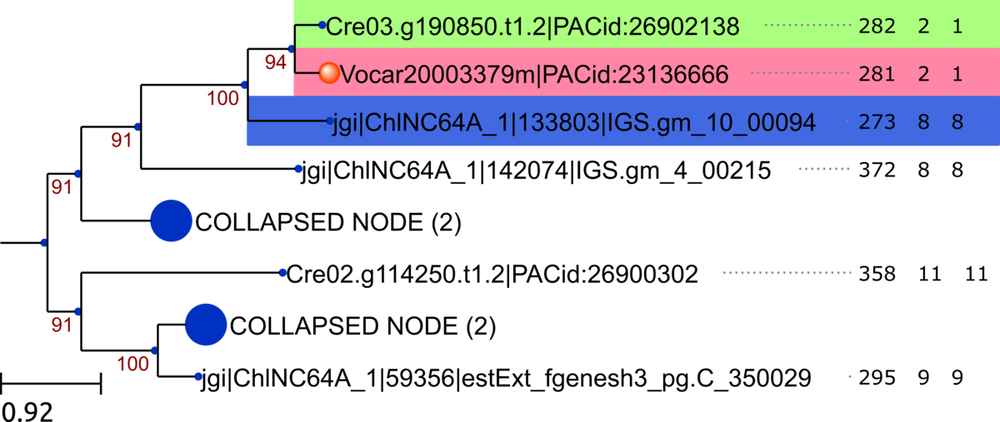 Cre03.g190850.t1.2|PACid:26902138 282 2 1
94
Vocar20003379m|PACid:23136666 281 2 1
100
jgi|ChlNC64A_1|133803|IGS.gm_10_00094 273 8 8
91
jgi|ChlNC64A_1|142074|IGS.gm_4_00215 372 8 8
91
COLLAPSED NODE (2)
Cre02.g114250.t1.2|PACid:26900302 358 11 11
91
COLLAPSED NODE (2)
100
jgi|ChlNC64A_1|59356|estExt_fgenesh3_pg.C_350029 295 9 9
0.92